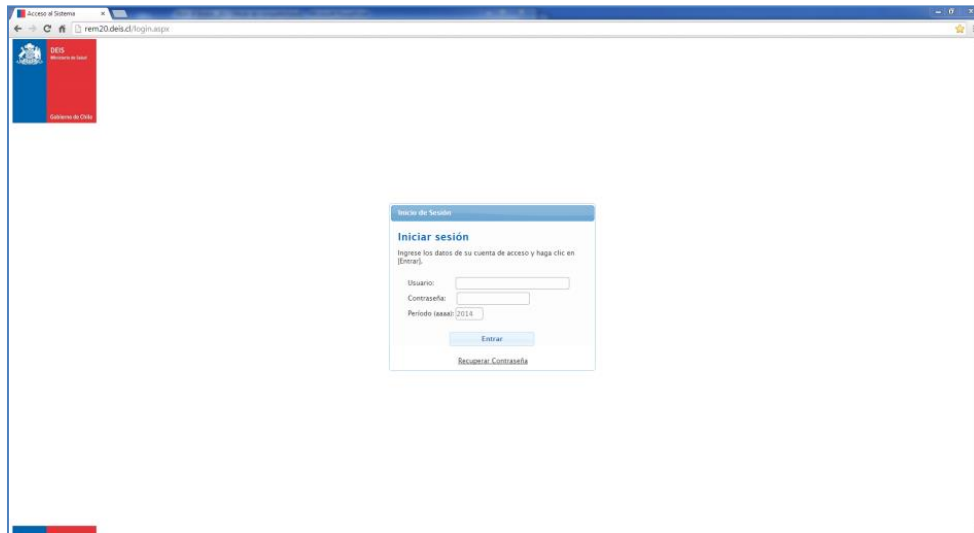 Acceso al Sistema
rem20.deis.cl/login.aspx
DEIS
Ministerio de Salud
Gobierno de Chile
Inicio de Sesión
Iniciar sesión
Ingrese los datos de su cuenta de acceso y haga clic en
[Entrar].
Usuario:
Contraseña:
Periodo (aaaa): 2014
Entrar
Recuperar Contraseña